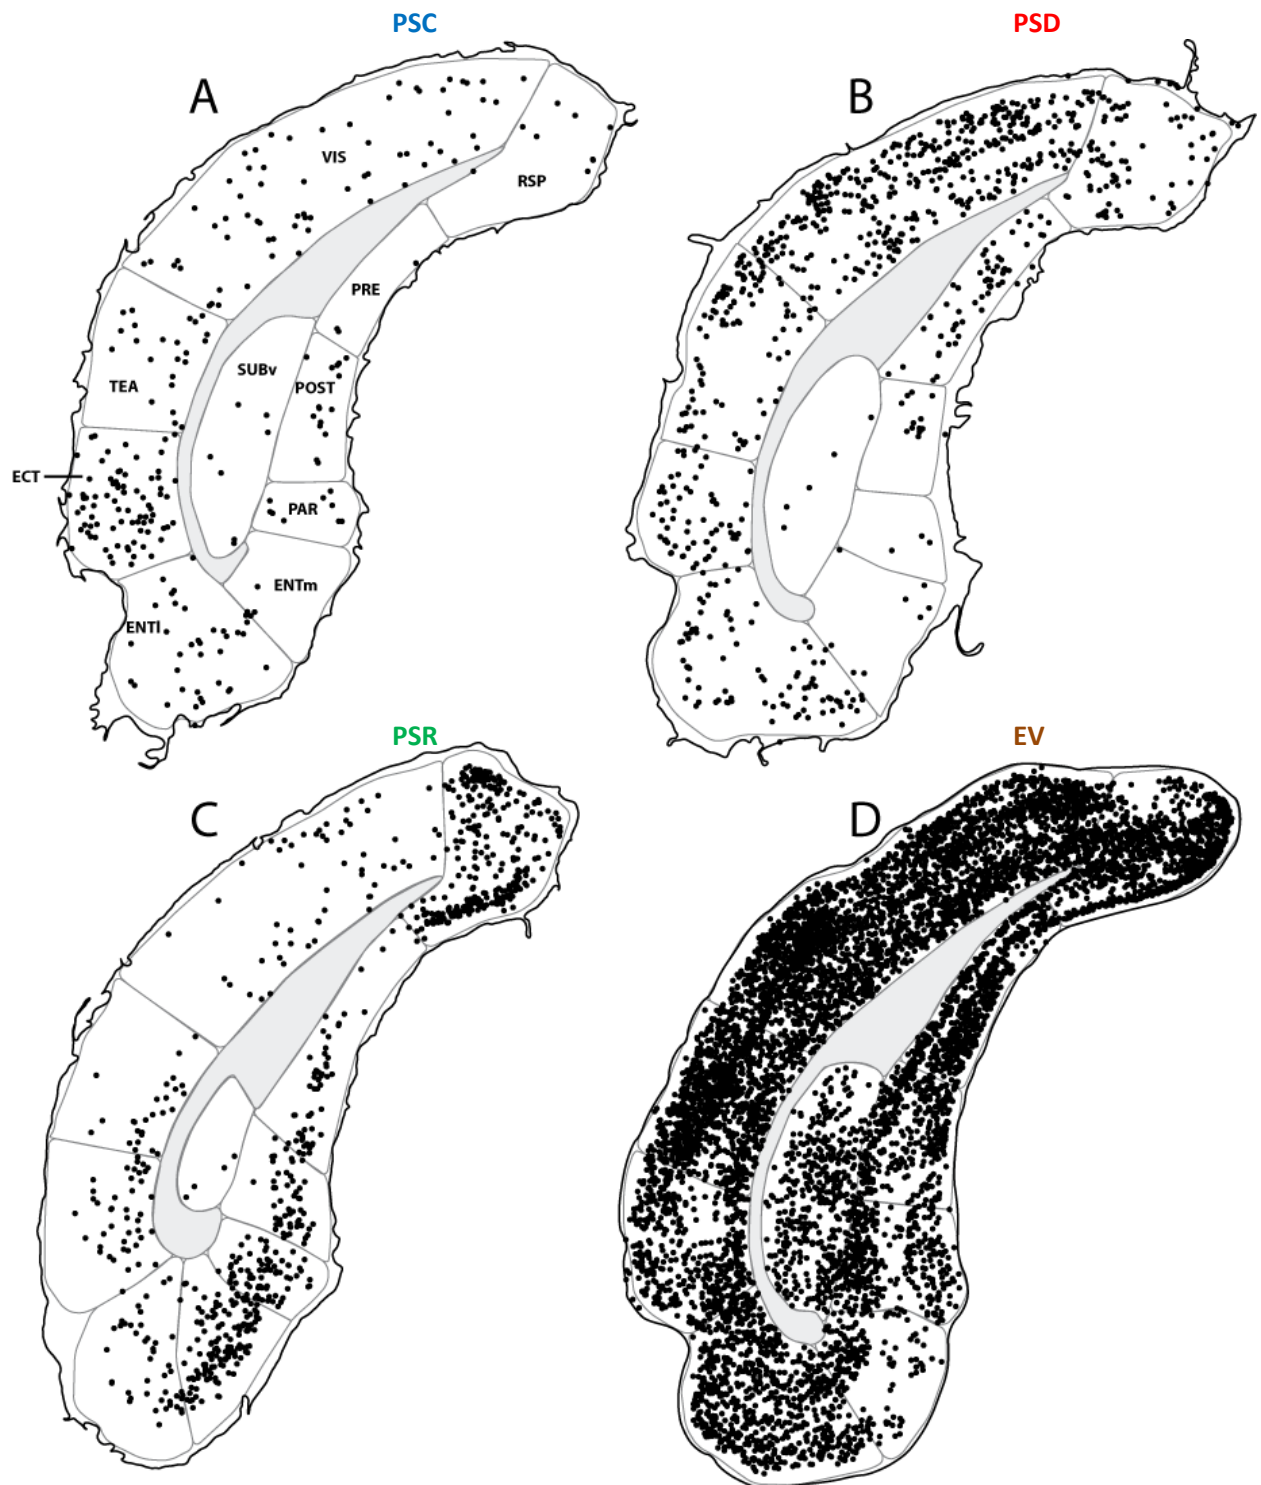 PSC
PSD
A
B
VIS
RSP
PRE
SUBv
TEA
POST
ECT
PAR
ENTm
ENTl
PSR
EV
C
D